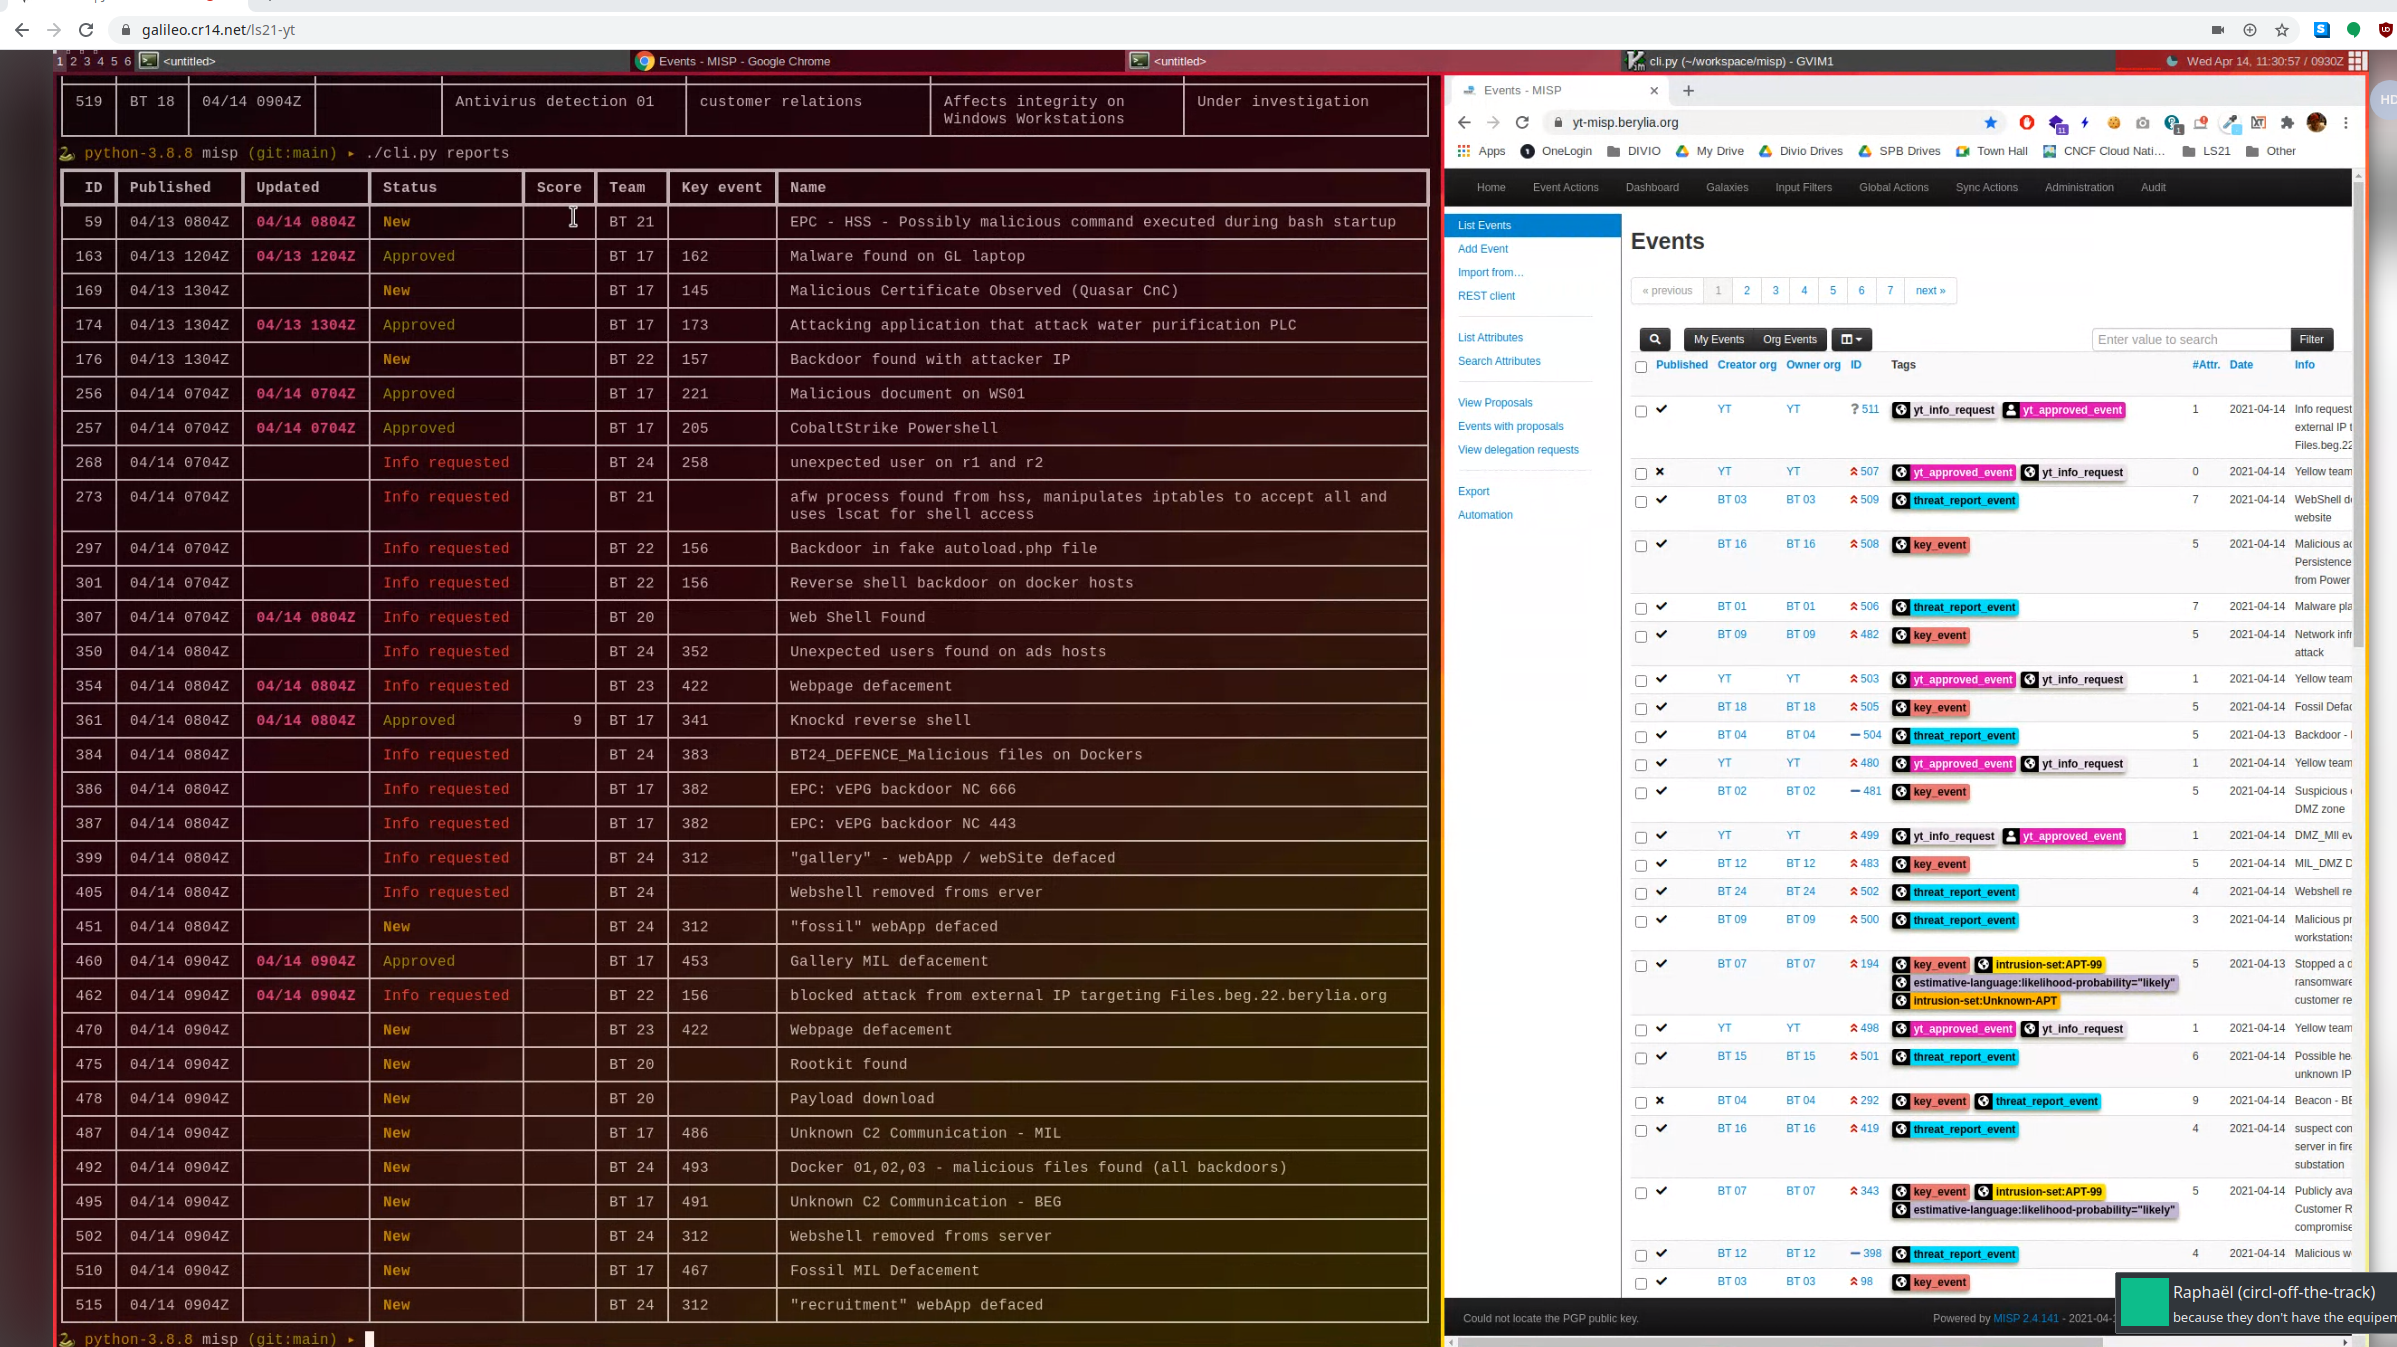 galileo.cr14.net/ls21-yt
1 2 3 4 5 6 <untitled> Events - MISP - Google Chrome <untitled> cli.py (~/workspace/misp) - GVIM1 Wed Apr 14, 11:30:57 / 0930Z
519 BT 18 04/14 0904Z Antivirus detection 01 customer relations Affects integrity on Under investigation
Windows Workstations
python-3.8.8 misp (git:main) ▸ ./cli.py reports
ID Published Updated Status Score Team Key event Name
59 04/13 0804Z 04/14 0804Z New BT 21 EPC - HSS - Possibly malicious command executed during bash startup
163 04/13 1204Z 04/13 1204Z Approved BT 17 162 Malware found on GL laptop
169 04/13 1304Z New BT 17 145 Malicious Certificate Observed (Quasar CnC)
174 04/13 1304Z 04/13 1304Z Approved BT 17 173 Attacking application that attack water purification PLC
176 04/13 1304Z New BT 22 157 Backdoor found with attacker IP
256 04/14 0704Z 04/14 0704Z Approved BT 17 221 Malicious document on WS01
257 04/14 0704Z 04/14 0704Z Approved BT 17 205 CobaltStrike Powershell
268 04/14 0704Z Info requested BT 24 258 unexpected user on r1 and r2
273 04/14 0704Z Info requested BT 21 afw process found from hss, manipulates iptables to accept all and
uses lscat for shell access
297 04/14 0704Z Info requested BT 22 156 Backdoor in fake autoload.php file
301 04/14 0704Z Info requested BT 22 156 Reverse shell backdoor on docker hosts
307 04/14 0704Z 04/14 0804Z Info requested BT 20 Web Shell Found
350 04/14 0804Z Info requested BT 24 352 Unexpected users found on ads hosts
354 04/14 0804Z 04/14 0804Z Info requested BT 23 422 Webpage defacement
361 04/14 0804Z 04/14 0804Z Approved 9 BT 17 341 Knockd reverse shell
384 04/14 0804Z Info requested BT 24 383 BT24_DEFENCE_Malicious files on Dockers
386 04/14 0804Z Info requested BT 17 382 EPC: vEPG backdoor NC 666
387 04/14 0804Z Info requested BT 17 382 EPC: vEPG backdoor NC 443
399 04/14 0804Z Info requested BT 24 312 "gallery" - webApp / webSite defaced
405 04/14 0804Z Info requested BT 24 Webshell removed froms erver
451 04/14 0804Z New BT 24 312 "fossil" webApp defaced
460 04/14 0904Z 04/14 0904Z Approved BT 17 453 Gallery MIL defacement
462 04/14 0904Z 04/14 0904Z Info requested BT 22 156 blocked attack from external IP targeting Files.beg.22.berylia.org
470 04/14 0904Z New BT 23 422 Webpage defacement
475 04/14 0904Z New BT 20 Rootkit found
478 04/14 0904Z New BT 20 Payload download
487 04/14 0904Z New BT 17 486 Unknown C2 Communication - MIL
492 04/14 0904Z New BT 24 493 Docker 01,02,03 - malicious files found (all backdoors)
495 04/14 0904Z New BT 17 491 Unknown C2 Communication - BEG
502 04/14 0904Z New BT 24 312 Webshell removed froms server
510 04/14 0904Z New BT 17 467 Fossil MIL Defacement
515 04/14 0904Z New BT 24 312 "recruitment" webApp defaced
python-3.8.8 misp (git:main) ▸
Events - MISP
yt-misp.berylia.org
Apps OneLogin DIVIO My Drive Divio Drives SPB Drives Town Hall CNCF Cloud Nati... LS21 Other
Home Event Actions Dashboard Galaxies Input Filters Global Actions Sync Actions Administration Audit
List Events
Add Event
Import from...
REST client
List Attributes
Search Attributes
View Proposals
Events with proposals
View delegation requests
Export
Automation
Events
« previous 1 2 3 4 5 6 7 next »
My Events Org Events Enter value to search Filter
Published Creator org Owner org ID Tags #Attr. Date Info
YT YT ? 511 yt_info_request yt_approved_event 1 2021-04-14 Info request
external IP t
Files.beg.22
YT YT 507 yt_approved_event yt_info_request 0 2021-04-14 Yellow team
BT 03 BT 03 509 threat_report_event 7 2021-04-14 WebShell de
website
BT 16 BT 16 508 key_event 5 2021-04-14 Malicious ac
Persistence
from Power
BT 01 BT 01 506 threat_report_event 7 2021-04-14 Malware pla
BT 09 BT 09 482 key_event 5 2021-04-14 Network infr
attack
YT YT 503 yt_approved_event yt_info_request 1 2021-04-14 Yellow team
BT 18 BT 18 505 key_event 5 2021-04-14 Fossil Defac
BT 04 BT 04 504 threat_report_event 5 2021-04-13 Backdoor -
YT YT 480 yt_approved_event yt_info_request 1 2021-04-14 Yellow team
BT 02 BT 02 481 key_event 5 2021-04-14 Suspicious
DMZ zone
YT YT 499 yt_info_request yt_approved_event 1 2021-04-14 DMZ_MIl ev
BT 12 BT 12 483 key_event 5 2021-04-14 MIL_DMZ D
BT 24 BT 24 502 threat_report_event 4 2021-04-14 Webshell re
BT 09 BT 09 500 threat_report_event 3 2021-04-14 Malicious pr
workstations
BT 07 BT 07 194 key_event intrusion-set:APT-99 5 2021-04-13 Stopped a d
estimative-language:likelihood-probability="likely" ransomware
intrusion-set:Unknown-APT customer re
YT YT 498 yt_approved_event yt_info_request 1 2021-04-14 Yellow team
BT 15 BT 15 501 threat_report_event 6 2021-04-14 Possible he
unknown IP
BT 04 BT 04 292 key_event threat_report_event 9 2021-04-14 Beacon - BE
BT 16 BT 16 419 threat_report_event 4 2021-04-14 suspect con
server in fire
substation
BT 07 BT 07 343 key_event intrusion-set:APT-99 5 2021-04-14 Publicly ava
estimative-language:likelihood-probability="likely" Customer R
compromise
BT 12 BT 12 398 threat_report_event 4 2021-04-14 Malicious w
BT 03 BT 03 98 key_event
Could not locate the PGP public key. Powered by MISP 2.4.141 - 2021-04-
Raphaël (circl-off-the-track)
because they don't have the equipem
HD